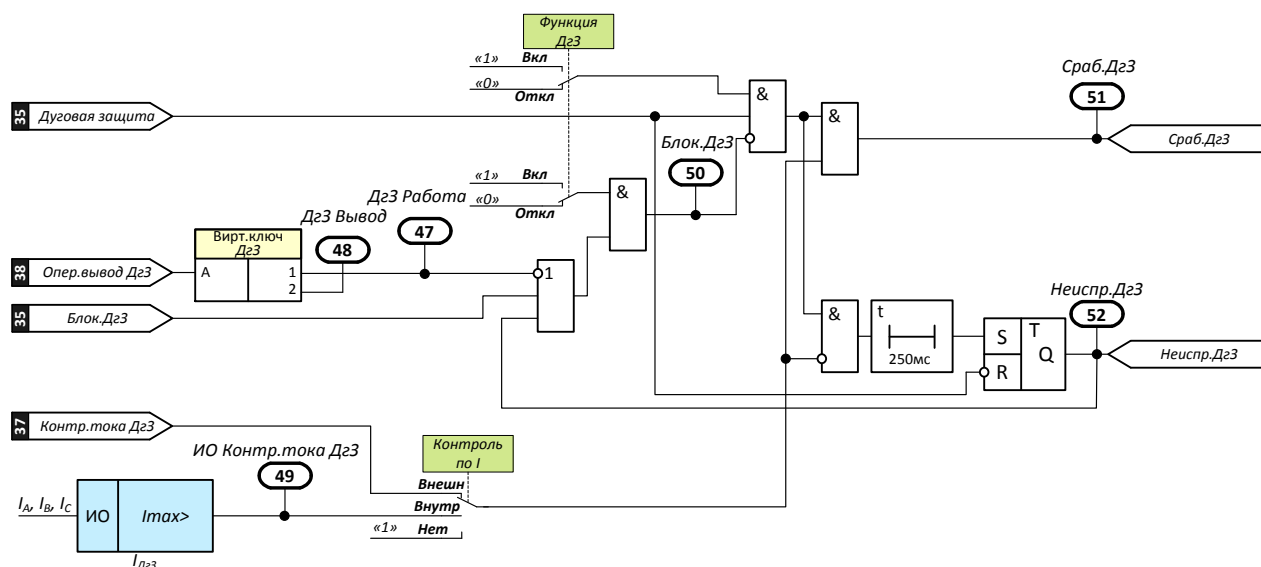 Функция
ДгЗ
«1» Вкл
«0»
Откл
&
35 Дуговая защита
&
Сраб.ДгЗ
51
Сраб.ДгЗ
Блок.ДгЗ
50
«1» Вкл
«0»
Откл
&
ДгЗ Работа
47
ДгЗ Вывод
48
Вирт.ключ
ДгЗ
38 Опер.вывод ДгЗ
A 1
2
1
35 Блок.ДгЗ
Неиспр.ДгЗ
52
&
t
250мс
S T
Q
R
Неиспр.ДгЗ
37 Контр.тока ДгЗ
ИО Контр.тока ДгЗ
49
Контроль
по I
Внешн
Внутр
«1» Нет
IA, IB, IC
ИО Imax>
IДгЗ